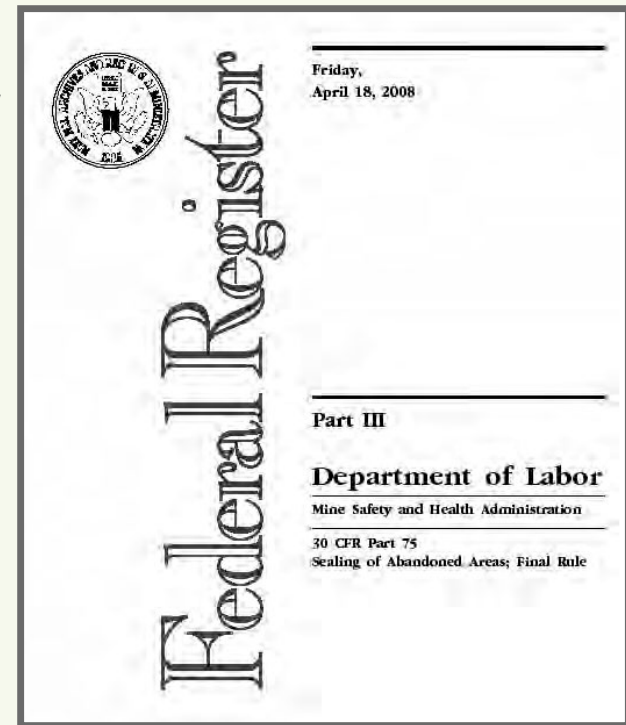 Federal Register
Friday,
April 18, 2008
Part III
Department of Labor
Mine Safety and Health Administration
30 CFR Part 75
Sealing of Abandoned Areas; Final Rule